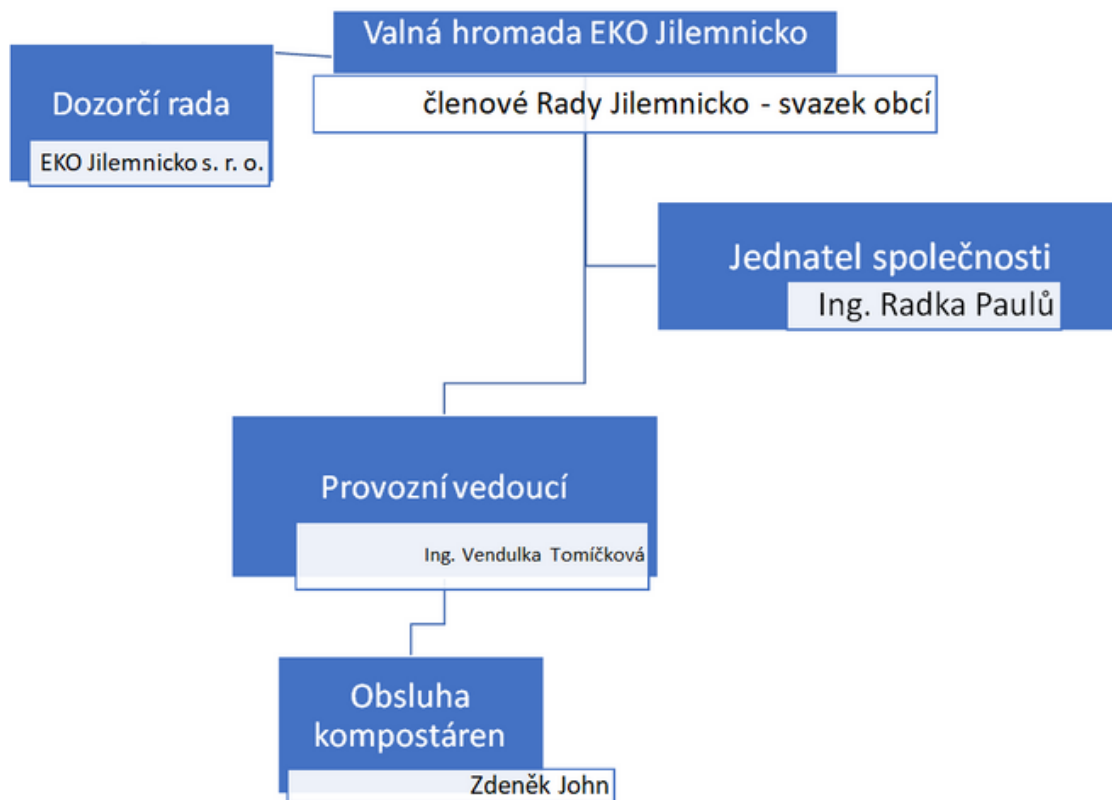 Valná hromada EKO Jilemnicko
členové Rady Jilemnicko - svazek obcí
Dozorčí rada
EKO Jilemnicko s. r. o.
Jednatel společnosti
Ing. Radka Paulů
Provozní vedoucí
Ing. Vendulka Tomíčková
Obsluha
kompostáren
Zdeněk John